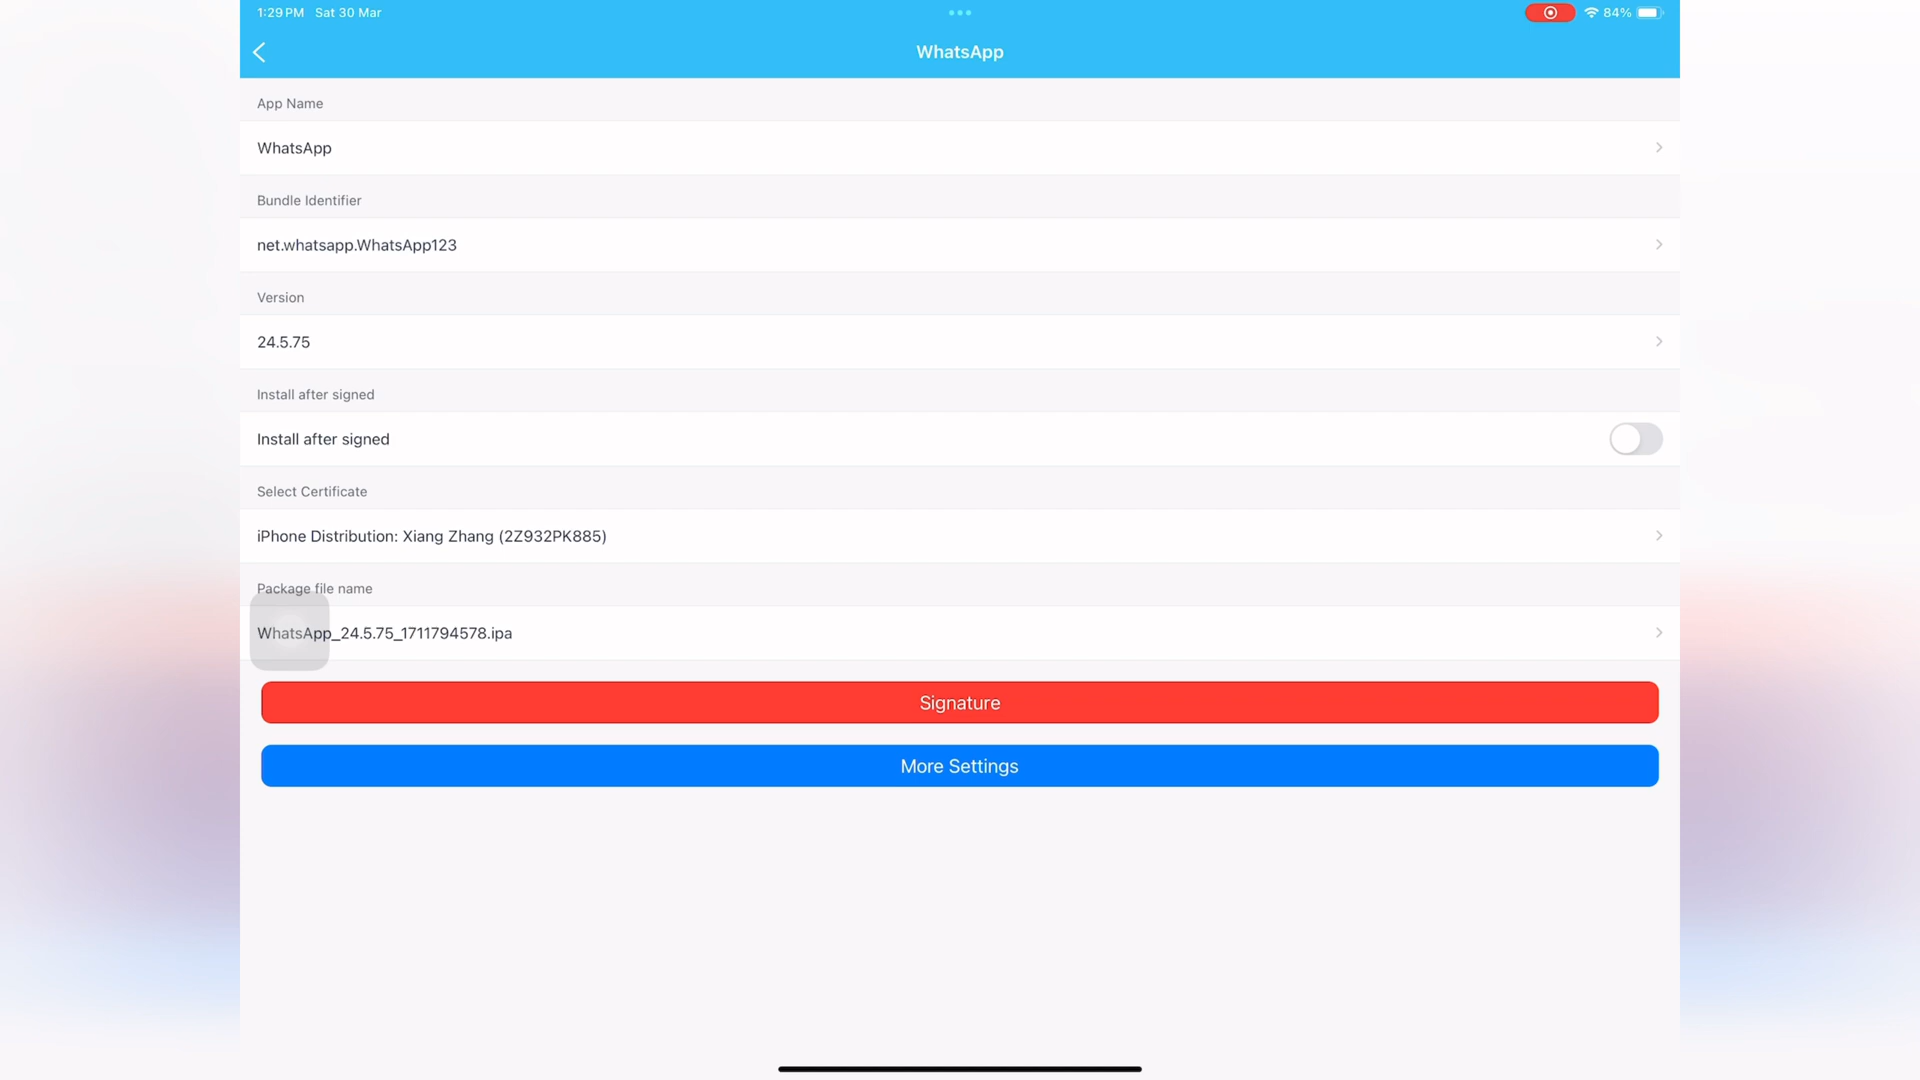 1:29 PM Sat 30 Mar
84%
WhatsApp
App Name
WhatsApp
Bundle Identifier
net.whatsapp.WhatsApp123
Version
24.5.75
Install after signed
Install after signed
Select Certificate
iPhone Distribution: Xiang Zhang (2Z932PK885)
Package file name
WhatsApp_24.5.75_1711794578.ipa
Signature
More Settings